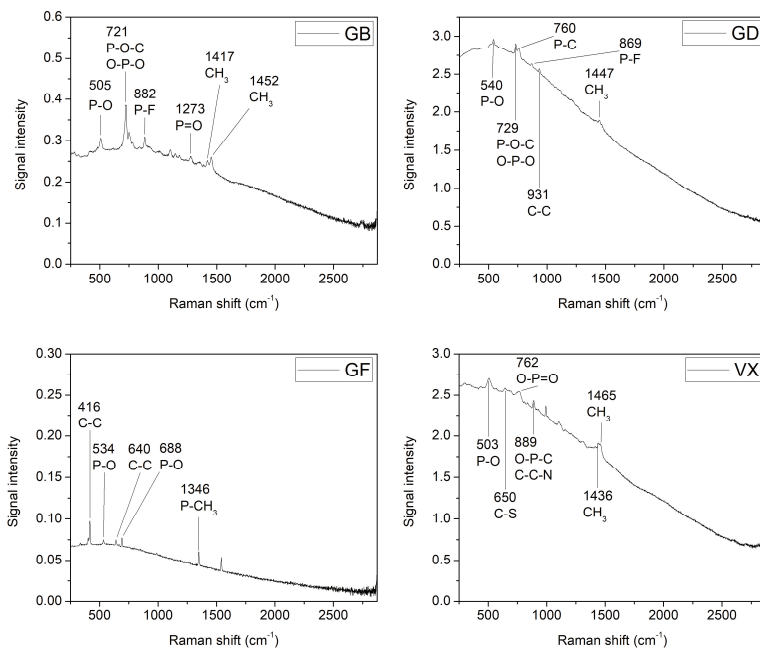 GB
0.6
0.5
0.4
0.3
0.2
0.1
0.0
Signal intensity
721
P-O-C
O-P-O
505
P-O
882
P-F
1273
P=O
1417
CH₃
1452
CH₃
500
1000
1500
2000
2500
Raman shift (cm⁻¹)
GD
3.0
2.5
2.0
1.5
1.0
0.5
0.0
Signal intensity
760
P-C
869
P-F
540
P-O
1447
CH₃
729
P-O-C
O-P-O
931
C-C
500
1000
1500
2000
2500
Raman shift (cm⁻¹)
GF
0.30
0.25
0.20
0.15
0.10
0.05
0.00
Signal intensity
416
C-C
534
P-O
640
C-C
688
P-O
1346
P-CH₃
500
1000
1500
2000
2500
Raman shift (cm⁻¹)
VX
3.0
2.5
2.0
1.5
1.0
0.5
0.0
Signal intensity
762
O-P=O
1465
CH₃
503
P-O
889
O-P-C
C-C-N
650
C-S
1436
CH₃
500
1000
1500
2000
2500
Raman shift (cm⁻¹)